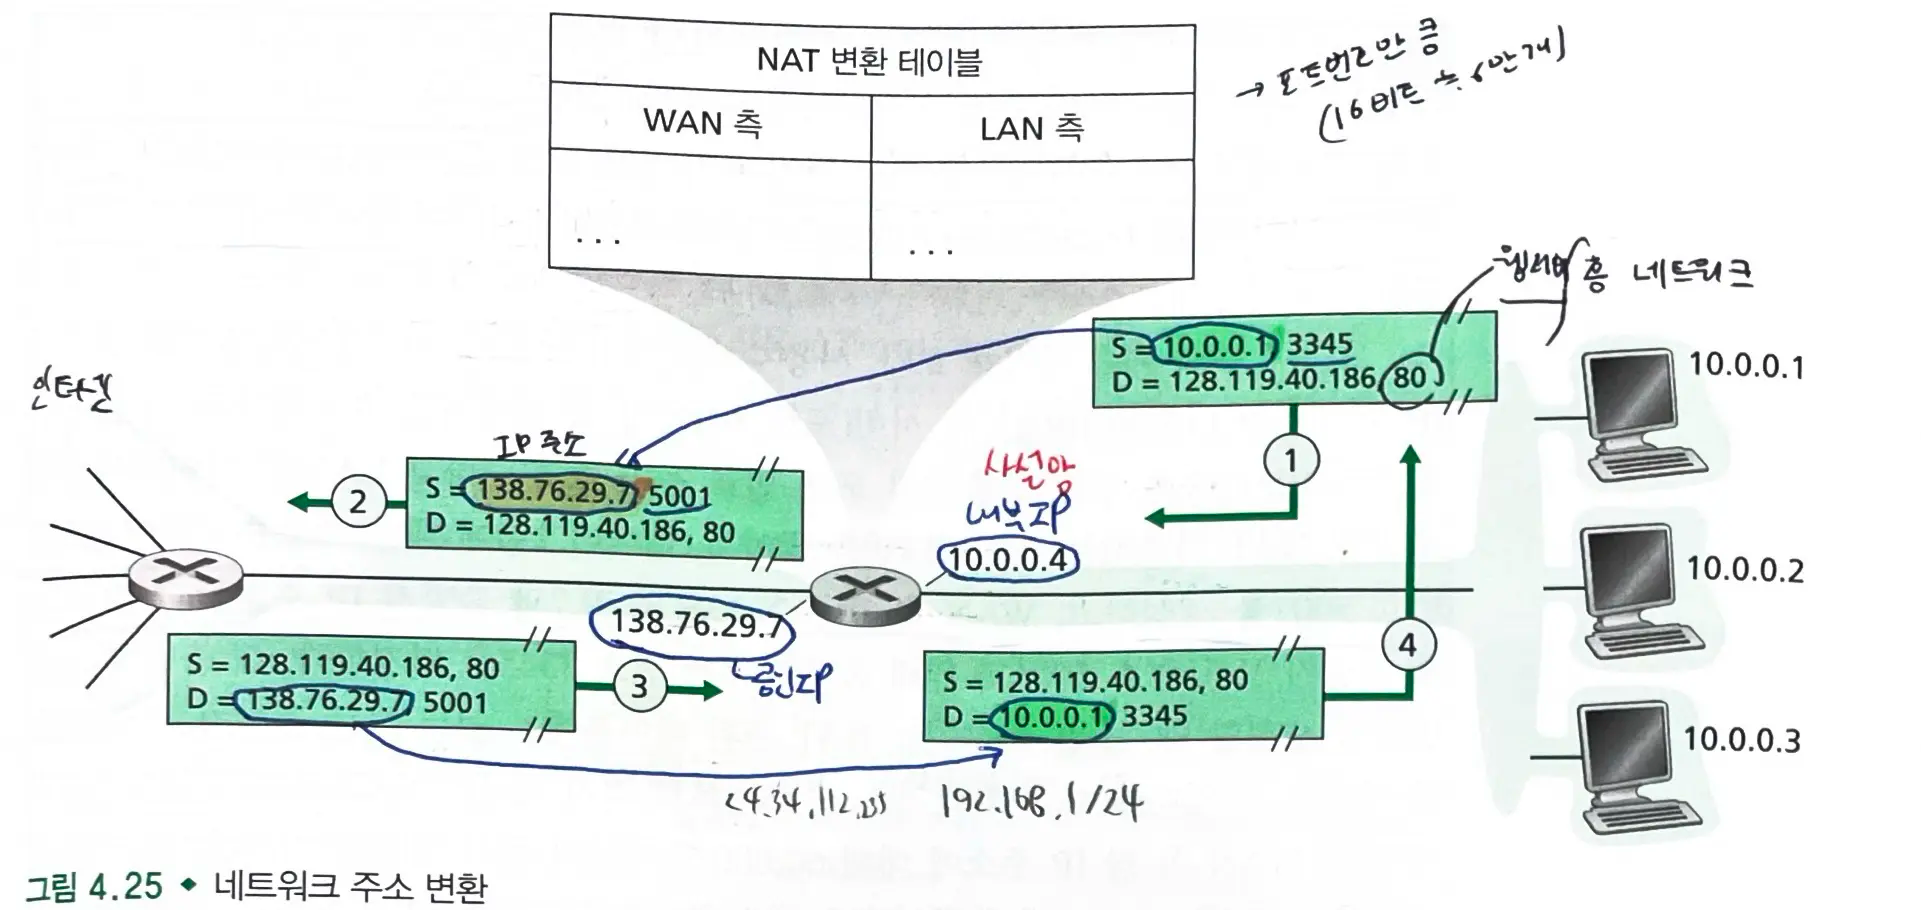 NAT 변환 테이블
WAN 측
LAN 측
...
...
→ 포트번호만큼
(16비트 즉, 6만개)
웹서버
홈 네트워크
S = 10.0.0.1, 3345
D = 128.119.40.186, 80
10.0.0.1
인터넷
IP 주소
1
S = 138.76.29.7, 5001
D = 128.119.40.186, 80
2
사설망
내부IP
10.0.0.4
10.0.0.2
138.76.29.7
공인IP
4
S = 128.119.40.186, 80
D = 138.76.29.7, 5001
3
S = 128.119.40.186, 80
D = 10.0.0.1, 3345
10.0.0.3
192.168.1/24
그림 4.25 ◆ 네트워크 주소 변환